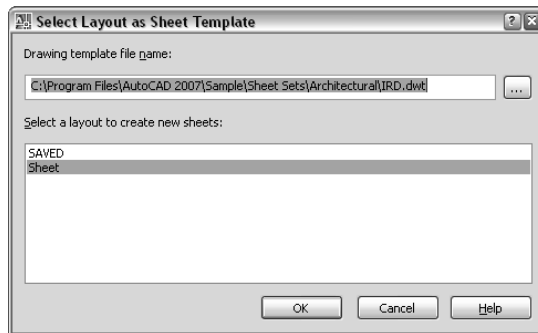 Select Layout as Sheet Template
Drawing template file name:
C:\Program Files\AutoCAD 2007\Sample\Sheet Sets\Architectural\IRD.dwt
...
Select a layout to create new sheets:
SAVED
Sheet
OK Cancel Help